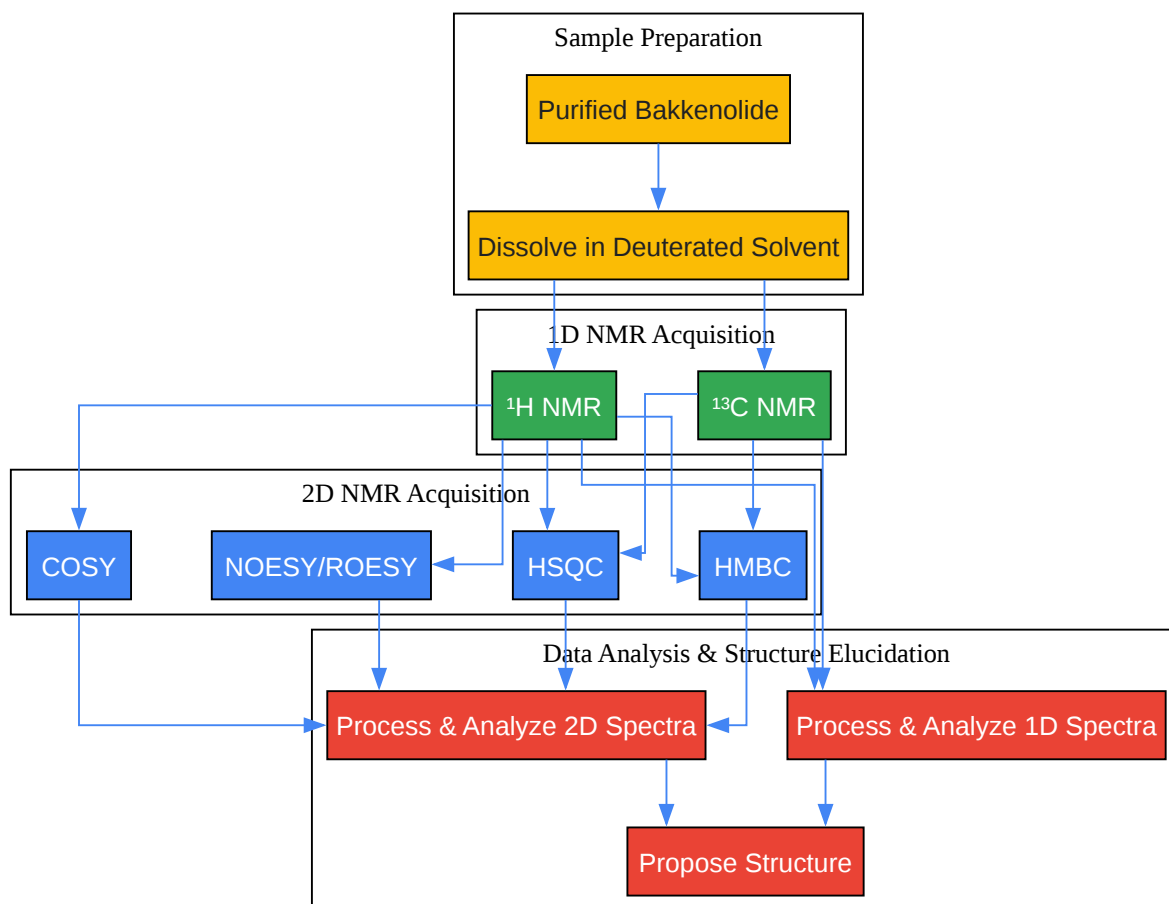 Sample Preparation
Purified Bakkenolide
Dissolve in Deuterated Solvent
1D NMR Acquisition
¹H NMR
¹³C NMR
2D NMR Acquisition
COSY
NOESY/ROESY
HSQC
HMBC
Data Analysis & Structure Elucidation
Process & Analyze 2D Spectra
Process & Analyze 1D Spectra
Propose Structure